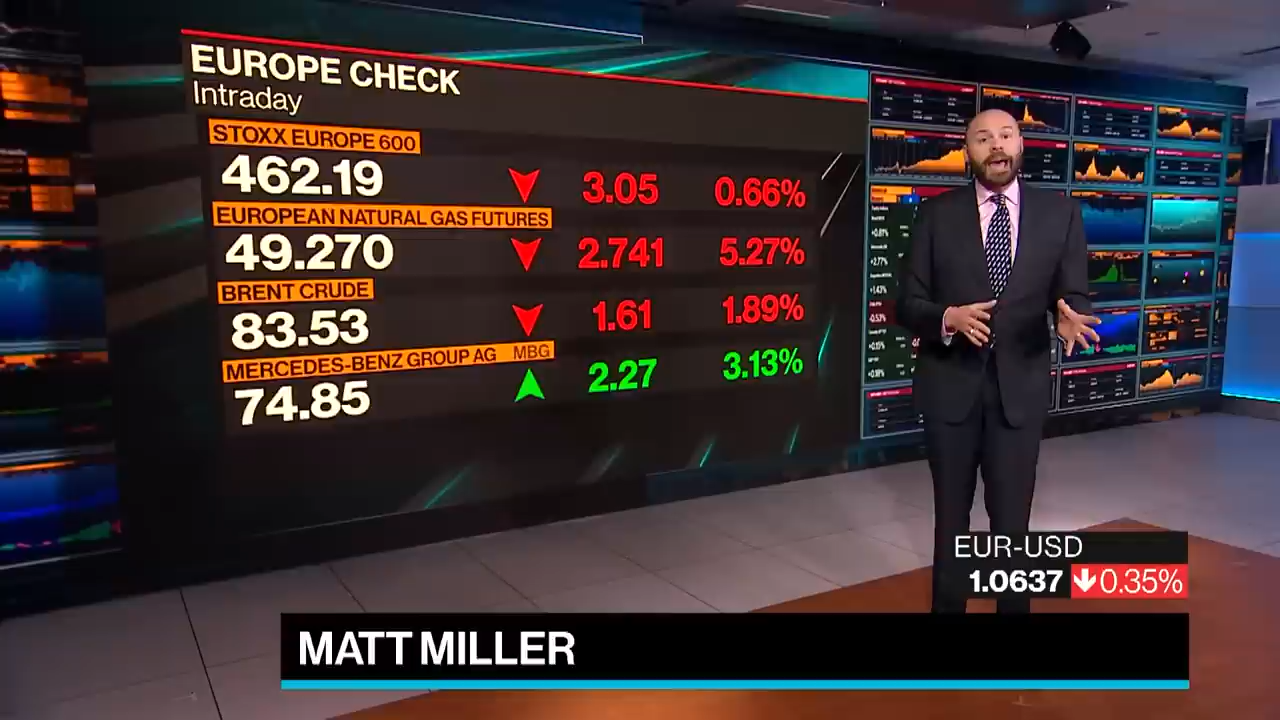 EUROPE CHECK
Intraday
STOXX EUROPE 600
462.19 3.05 0.66%
EUROPEAN NATURAL GAS FUTURES
49.270 2.741 5.27%
BRENT CRUDE
83.53 1.61 1.89%
MERCEDES-BENZ GROUP AG MBG
74.85 2.27 3.13%
EUR-USD
1.0637 0.35%
MATT MILLER